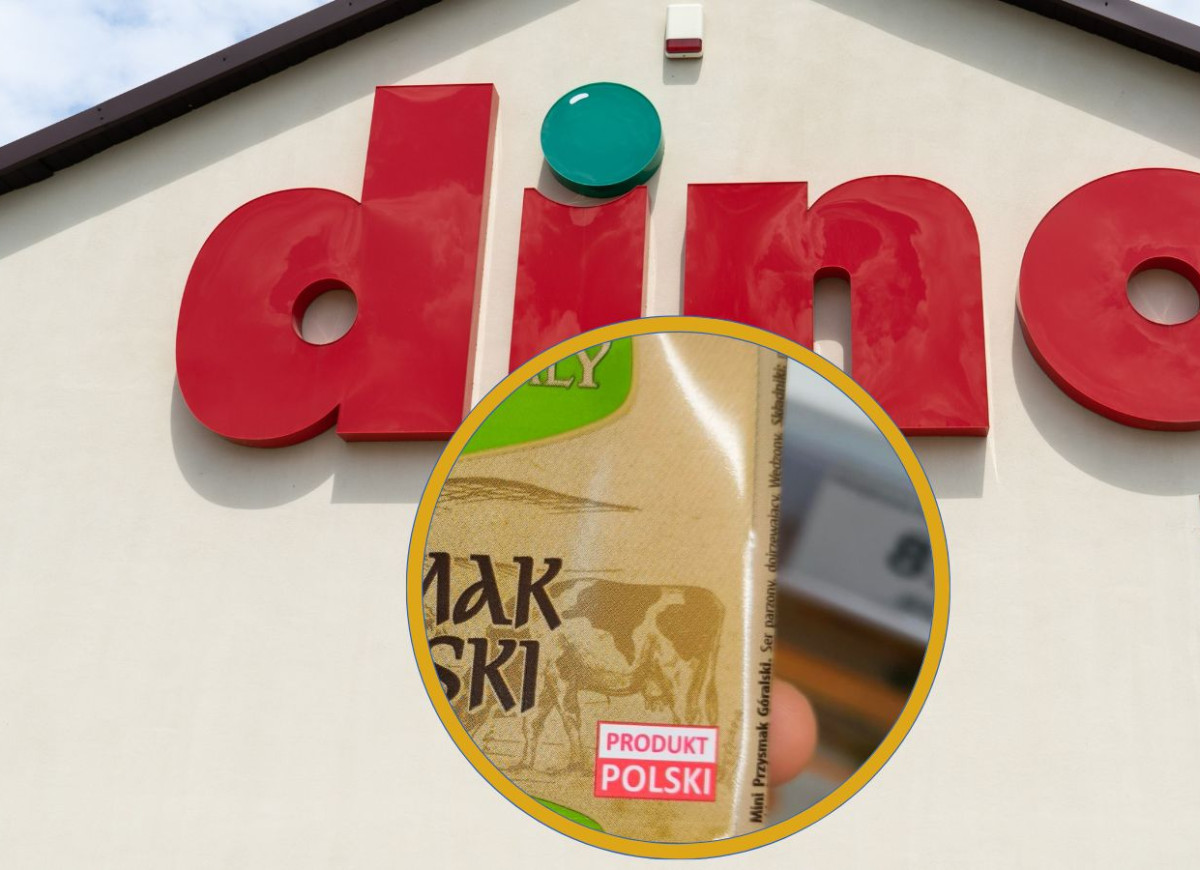 dino
ALY
MAK
SKI
PRODUKT
POLSKI
Mini Przysmak Góralski. Ser parzony, dojrzewający. Wędzony. Składniki: